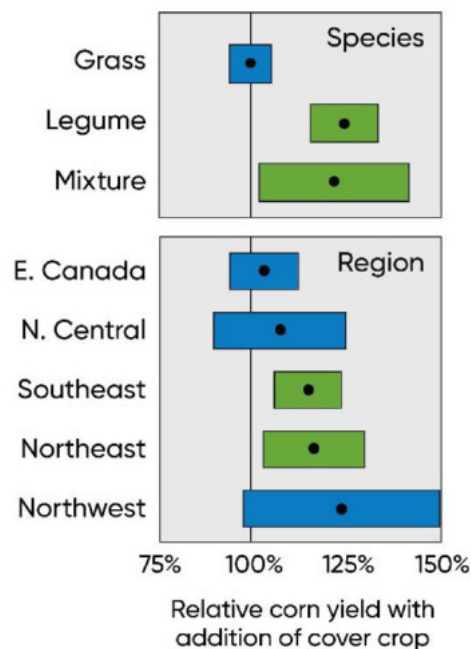 Species
Grass
Legume
Mixture
Region
E. Canada
N. Central
Southeast
Northeast
Northwest
75% 100% 125% 150%
Relative corn yield with
addition of cover crop